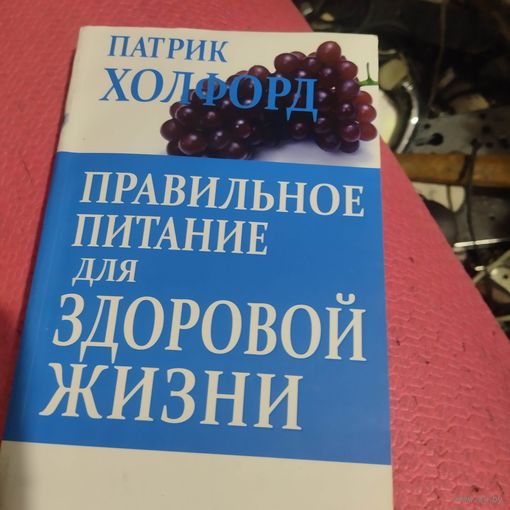 ПАТРИК
ХОЛФОРД
ПРАВИЛЬНОЕ
ПИТАНИЕ
ДЛЯ
ЗДОРОВОЙ
ЖИЗНИ